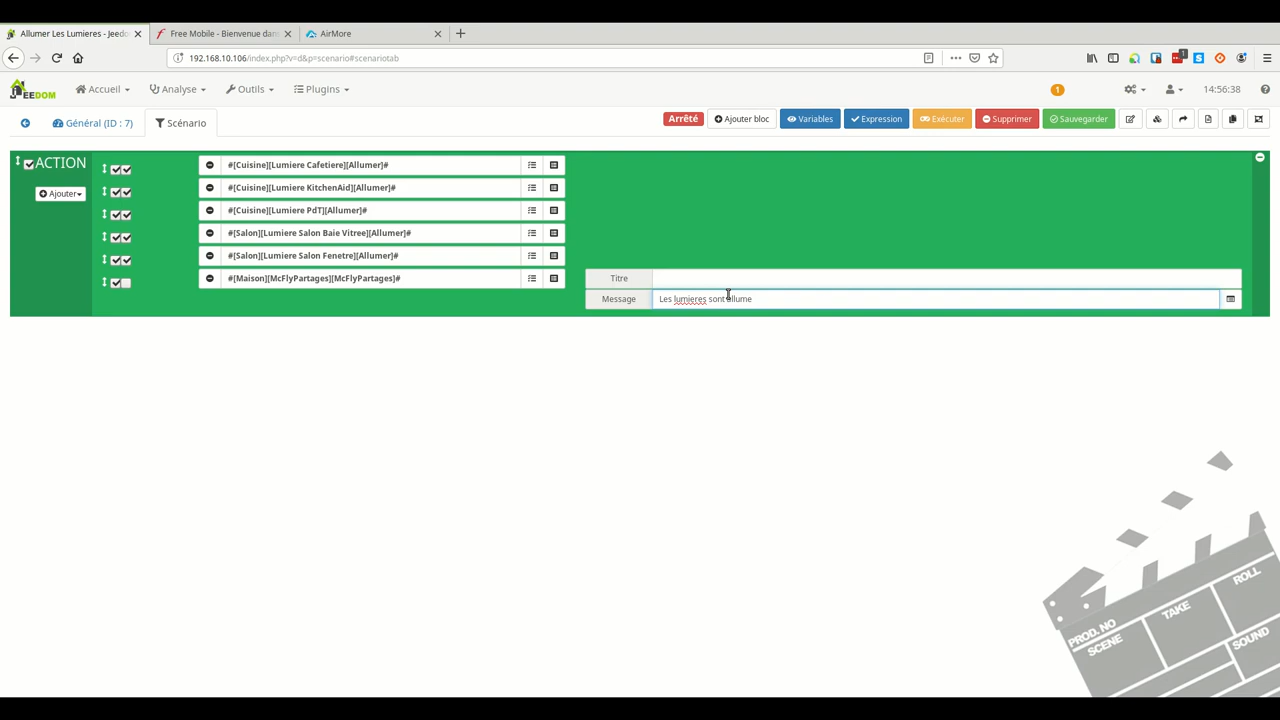 Allumer Les Lumieres - Jeedo
Free Mobile - Bienvenue dan
AirMore
192.168.10.106/index.php?v=d&p=scenario#scenariotab
1
JEEDOM
Accueil
Analyse
Outils
Plugins
1
14:56:38
Général (ID : 7)
Scénario
Arrêté
Ajouter bloc
Variables
Expression
Exécuter
Supprimer
Sauvegarder
ACTION
Ajouter
#[Cuisine][Lumiere Cafetiere][Allumer]#
#[Cuisine][Lumiere KitchenAid][Allumer]#
#[Cuisine][Lumiere PdT][Allumer]#
#[Salon][Lumiere Salon Baie Vitree][Allumer]#
#[Salon][Lumiere Salon Fenetre][Allumer]#
#[Maison][McFlyPartages][McFlyPartages]#
Titre
Message
Les lumieres sont allume
PROD. NO
SCENE
TAKE
ROLL
SOUND